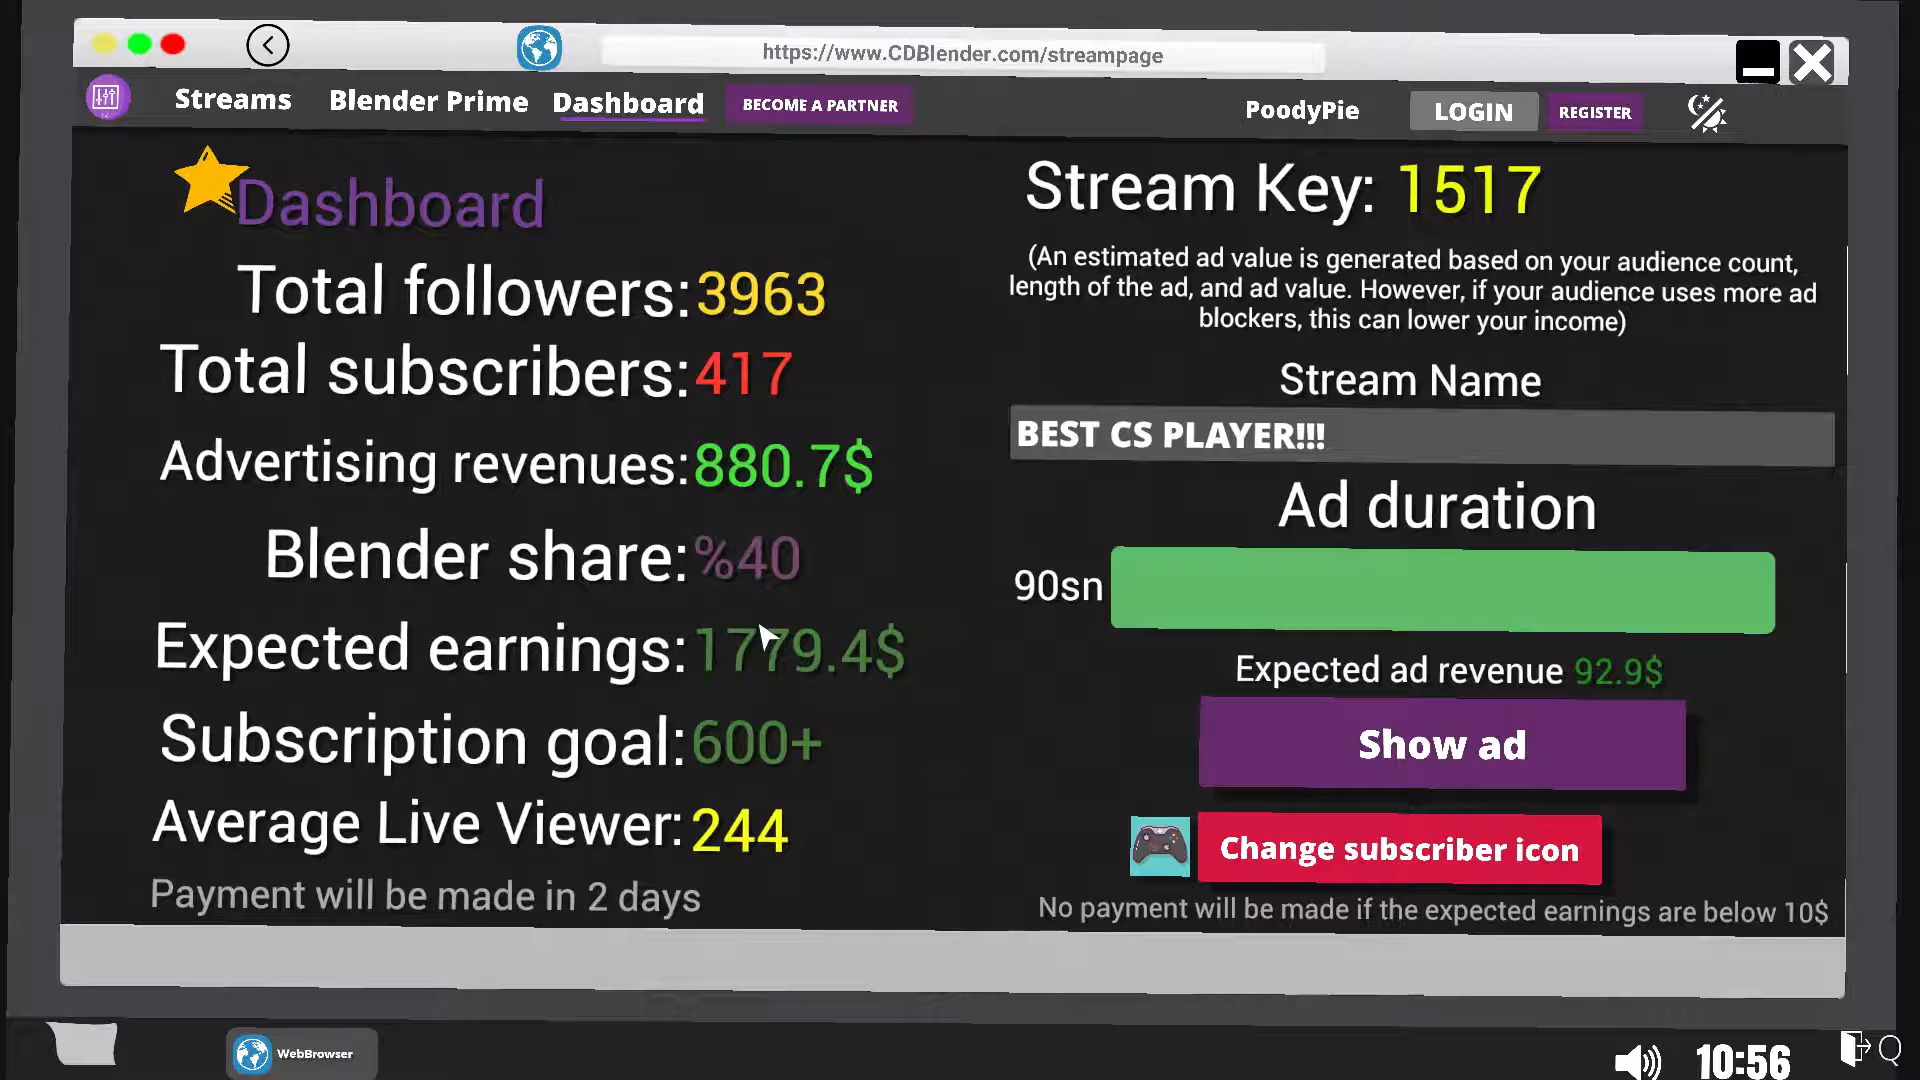 https://www.CDBlender.com/streampage
Streams Blender Prime Dashboard BECOME A PARTNER PoodyPie LOGIN REGISTER
Dashboard
Total followers:3963
Total subscribers:417
Advertising revenues:880.7$
Blender share:%40
Expected earnings:1779.4$
Subscription goal:600+
Average Live Viewer:244
Payment will be made in 2 days
Stream Key: 1517
(An estimated ad value is generated based on your audience count,
length of the ad, and ad value. However, if your audience uses more ad
blockers, this can lower your income)
Stream Name
BEST CS PLAYER!!!
Ad duration
90sn
Expected ad revenue 92.9$
Show ad
Change subscriber icon
No payment will be made if the expected earnings are below 10$
WebBrowser
10:56
Q